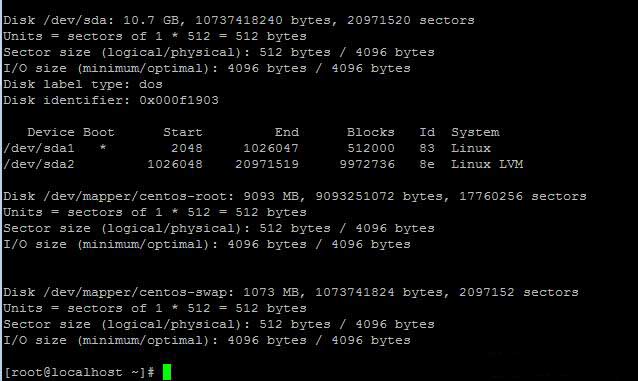 Disk /dev/sda: 10.7 GB, 10737418240 bytes, 20971520 sectors
Units = sectors of 1 * 512 = 512 bytes
Sector size (logical/physical): 512 bytes / 4096 bytes
I/O size (minimum/optimal): 4096 bytes / 4096 bytes
Disk label type: dos
Disk identifier: 0x000f1903
Device Boot Start End Blocks Id System
/dev/sda1 * 2048 1026047 512000 83 Linux
/dev/sda2 1026048 20971519 9972736 8e Linux LVM
Disk /dev/mapper/centos-root: 9093 MB, 9093251072 bytes, 17760256 sectors
Units = sectors of 1 * 512 = 512 bytes
Sector size (logical/physical): 512 bytes / 4096 bytes
I/O size (minimum/optimal): 4096 bytes / 4096 bytes
Disk /dev/mapper/centos-swap: 1073 MB, 1073741824 bytes, 2097152 sectors
Units = sectors of 1 * 512 = 512 bytes
Sector size (logical/physical): 512 bytes / 4096 bytes
I/O size (minimum/optimal): 4096 bytes / 4096 bytes
[root@localhost ~]#